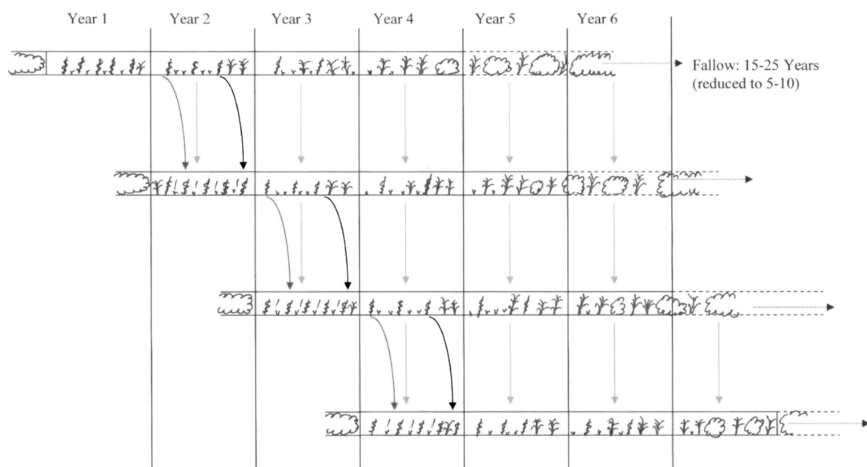 Year 1 Year 2 Year 3 Year 4 Year 5 Year 6
Fallow: 15-25 Years
(reduced to 5-10)